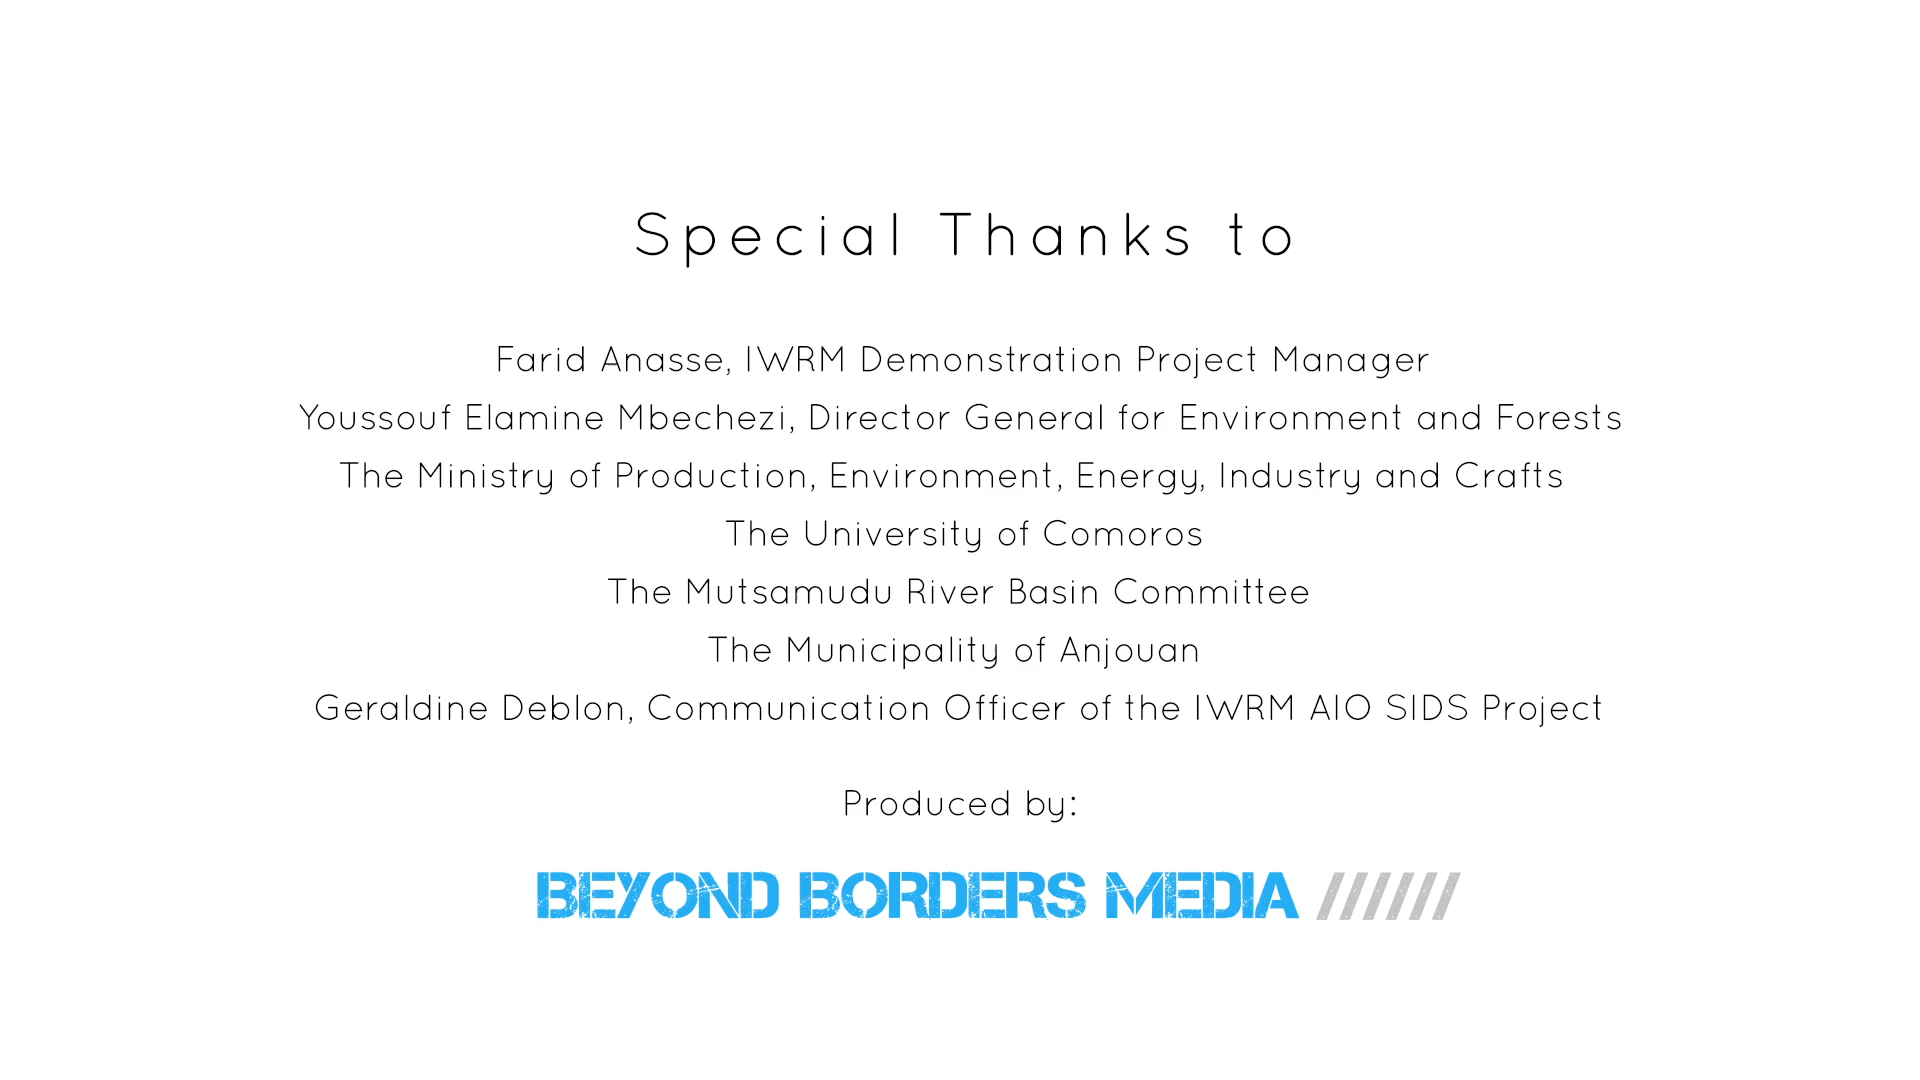 Special Thanks to
Farid Anasse, IWRM Demonstration Project Manager
Youssouf Elamine Mbechezi, Director General for Environment and Forests
The Ministry of Production, Environment, Energy, Industry and Crafts
The University of Comoros
The Mutsamudu River Basin Committee
The Municipality of Anjouan
Geraldine Deblon, Communication Officer of the IWRM AIO SIDS Project
Produced by:
BEYOND BORDERS MEDIA //////